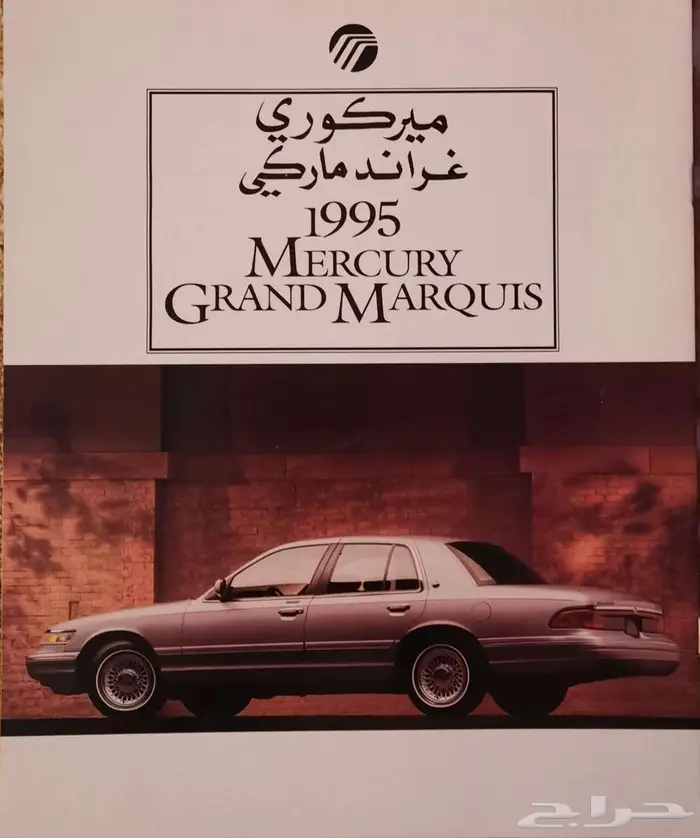 ميركوري
غراند ماركي
1995
MERCURY
GRAND MARQUIS
حراج